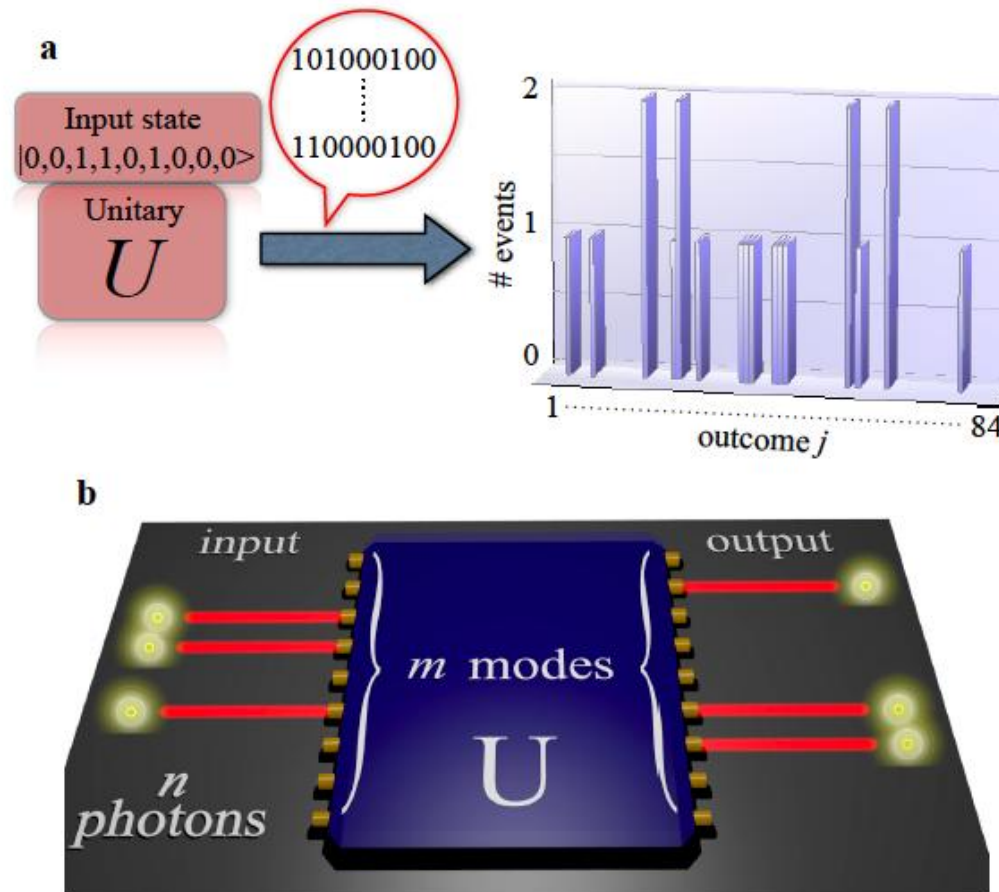 a
Input state
|0,0,1,1,0,1,0,0,0>
Unitary
U
101000100
110000100
# events
2
1
0
1
84
outcome j
b
input
output
m modes
U
n
photons